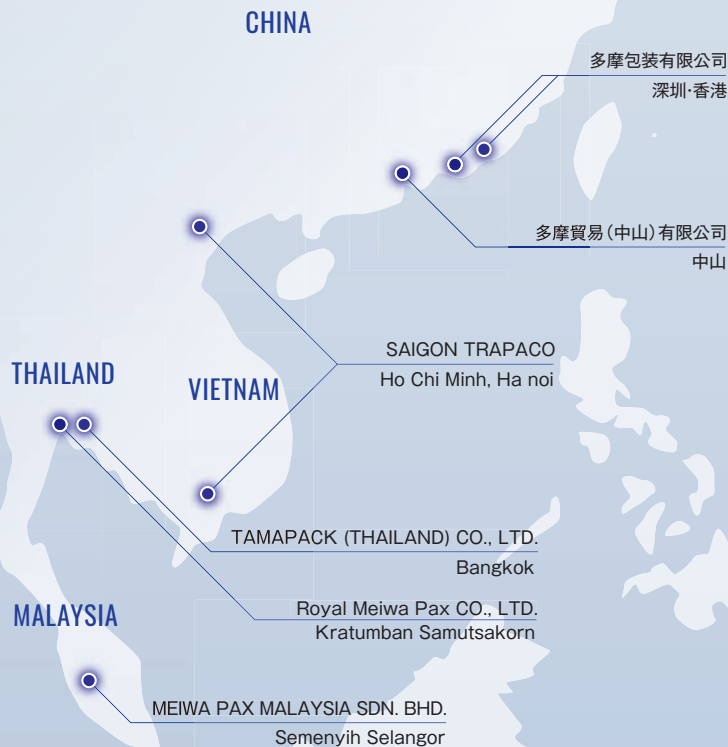 CHINA
多摩包装有限公司
深圳·香港
多摩貿易(中山)有限公司
中山
SAIGON TRAPACO
Ho Chi Minh, Ha noi
THAILAND
VIETNAM
TAMAPACK (THAILAND) CO., LTD.
Bangkok
Royal Meiwa Pax CO., LTD.
Kratumban Samutsakorn
MALAYSIA
MEIWA PAX MALAYSIA SDN. BHD.
Semenyih Selangor